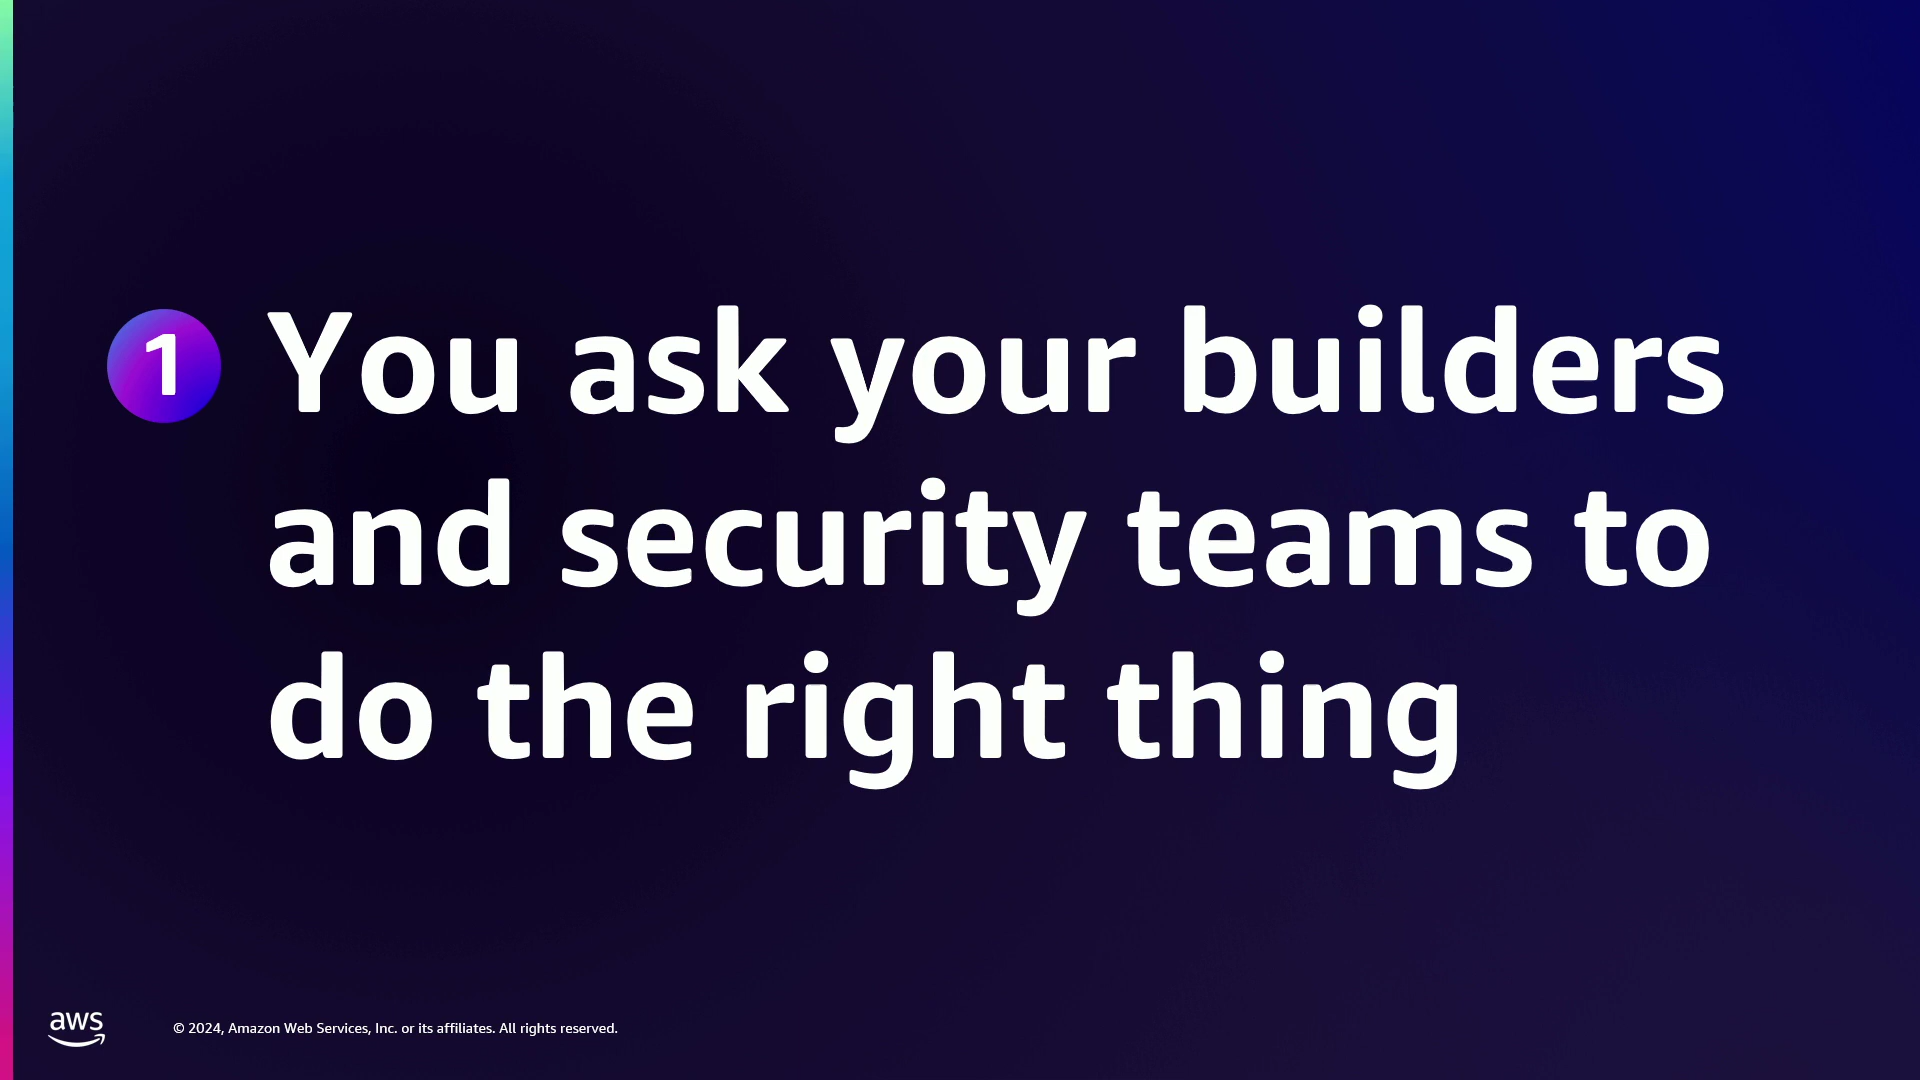 1
You ask your builders
and security teams to
do the right thing
aws
© 2024, Amazon Web Services, Inc. or its affiliates. All rights reserved.